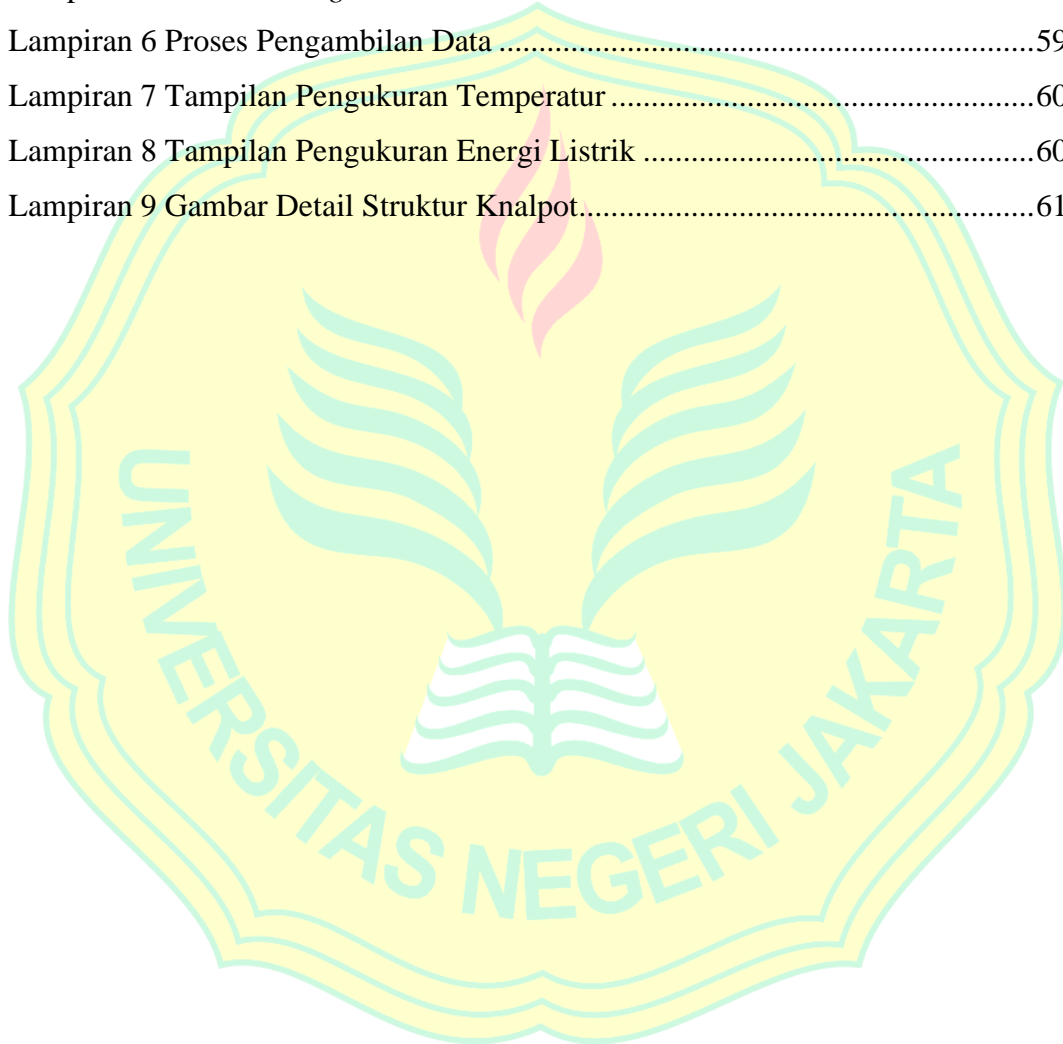 Lampiran 6 Proses Pengambilan Data ................................................................... 59
Lampiran 7 Tampilan Pengukuran Temperatur ..................................................... 60
Lampiran 8 Tampilan Pengukuran Energi Listrik ................................................. 60
Lampiran 9 Gambar Detail Struktur Knalpot......................................................... 61
UNIVERSITAS NEGERI JAKARTA